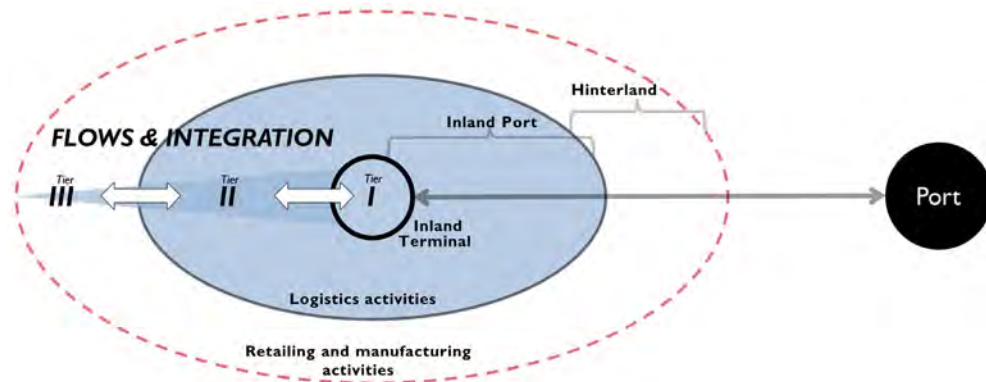 Hinterland
Inland Port
FLOWS & INTEGRATION
Tier
III
Tier
II
Tier
I
Port
Inland
Terminal
Logistics activities
Retailing and manufacturing
activities